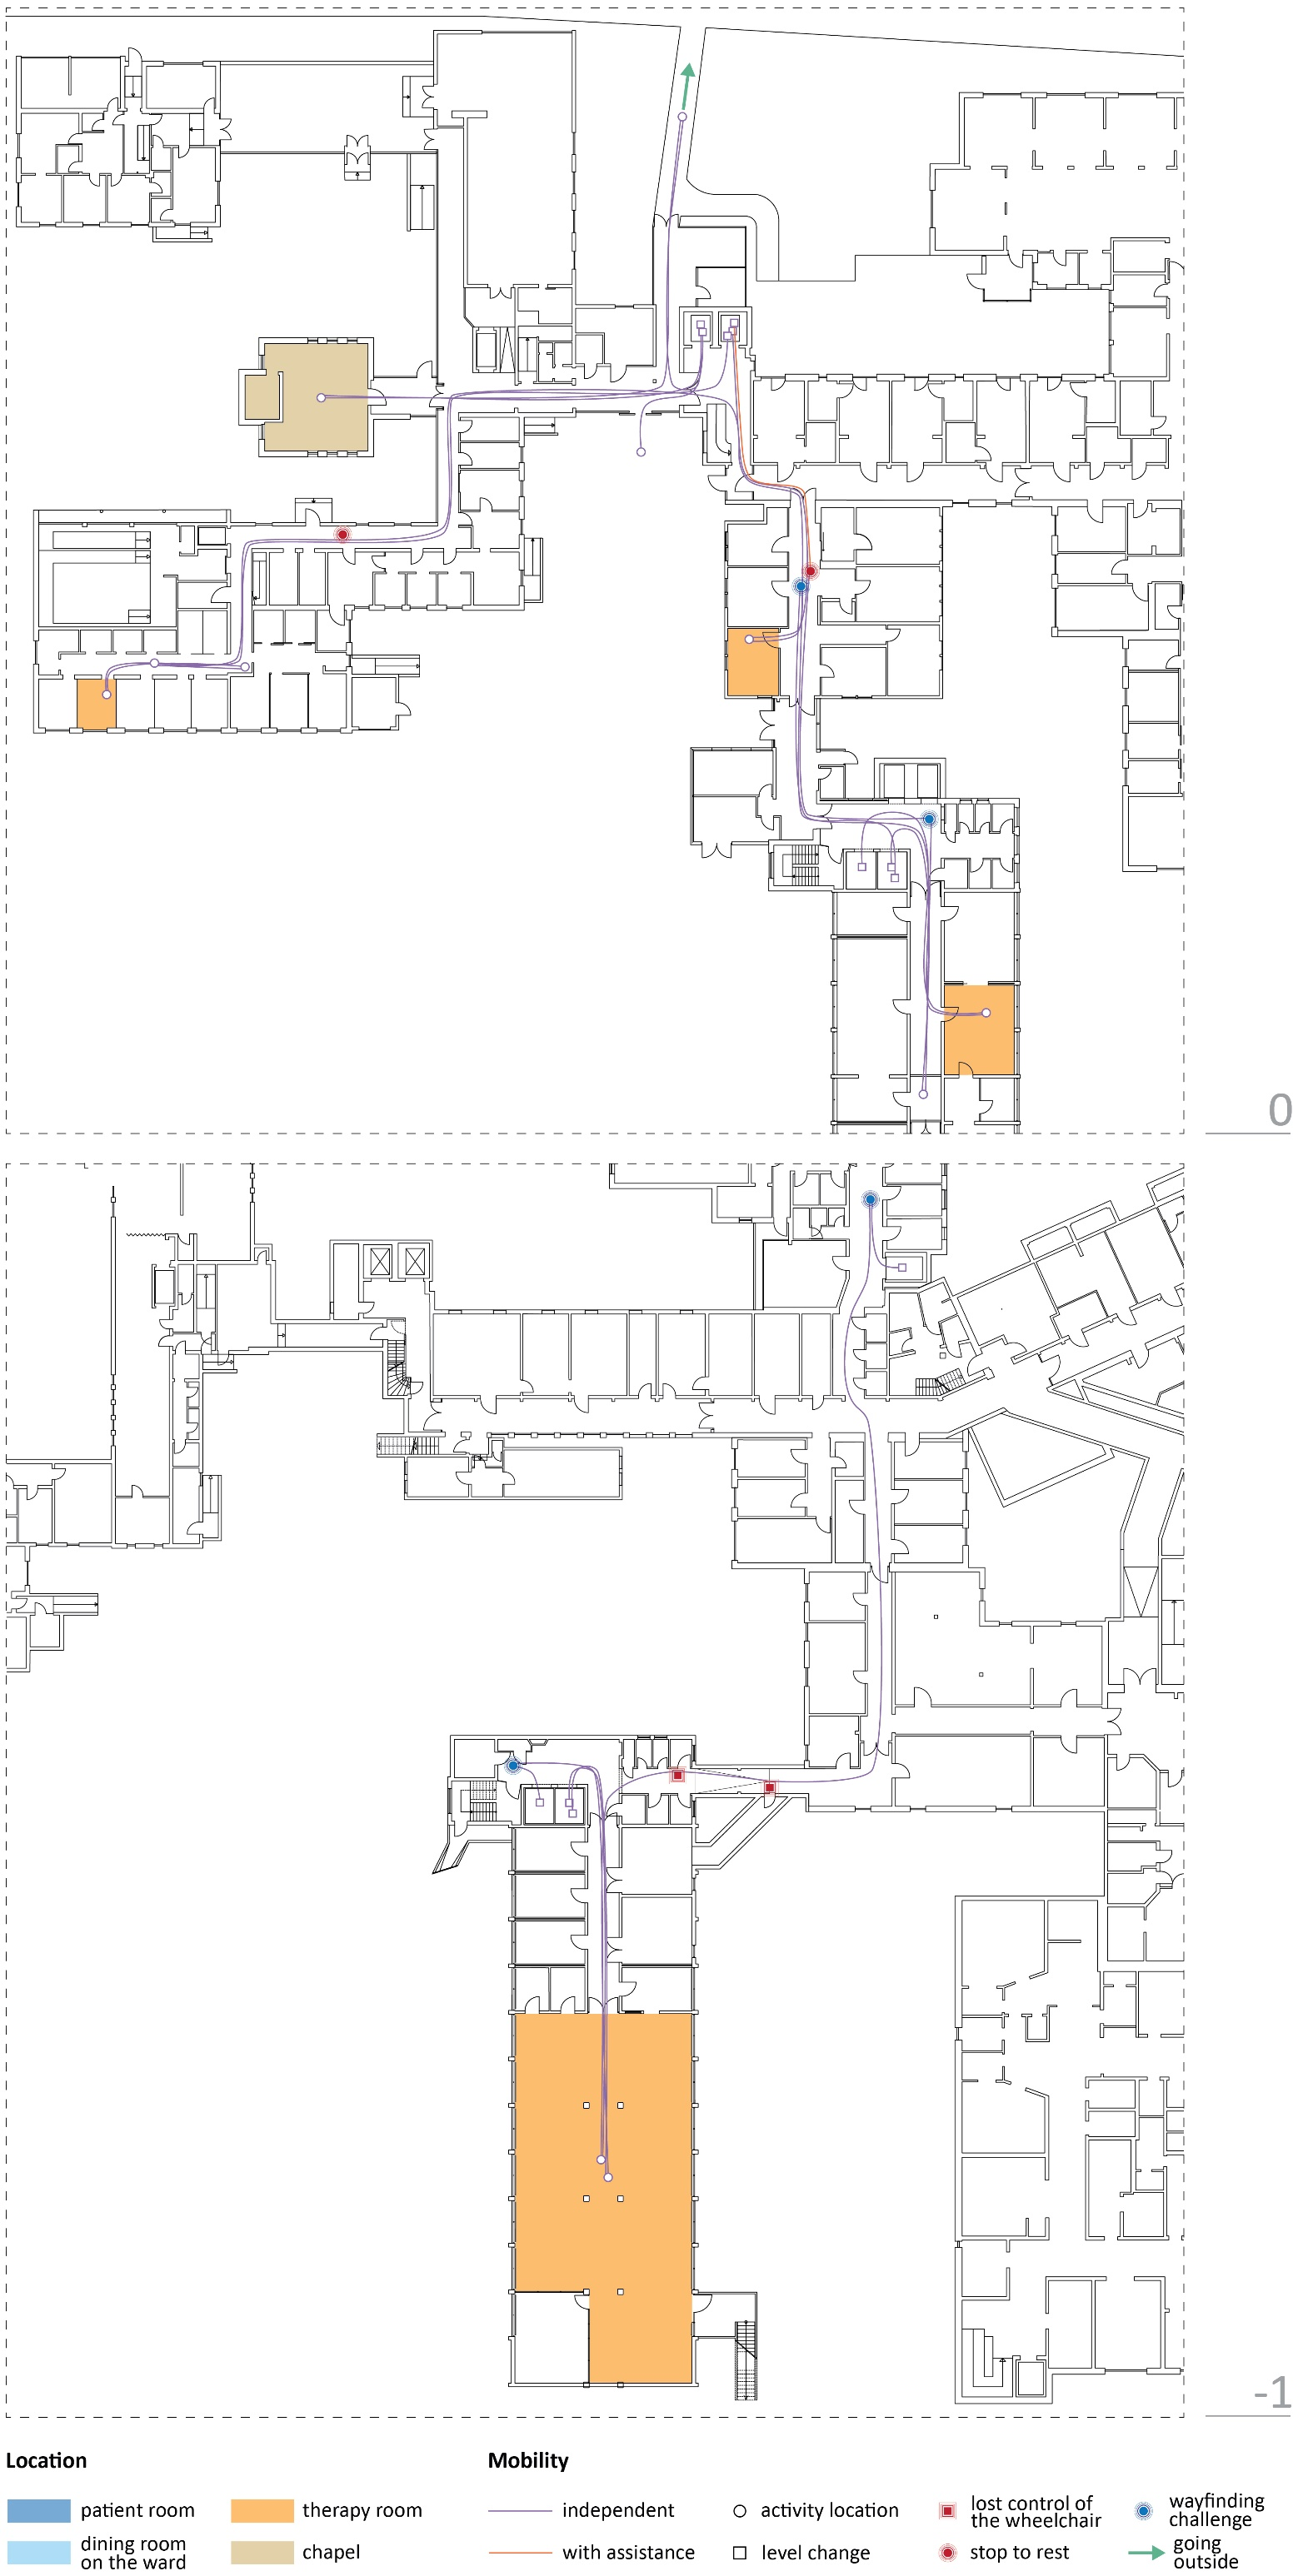 0
-1
Location
Mobility
patient room
therapy room
independent
activity location
lost control of
the wheelchair
wayfinding
challenge
dining room
on the ward
chapel
with assistance
level change
stop to rest
going
outside